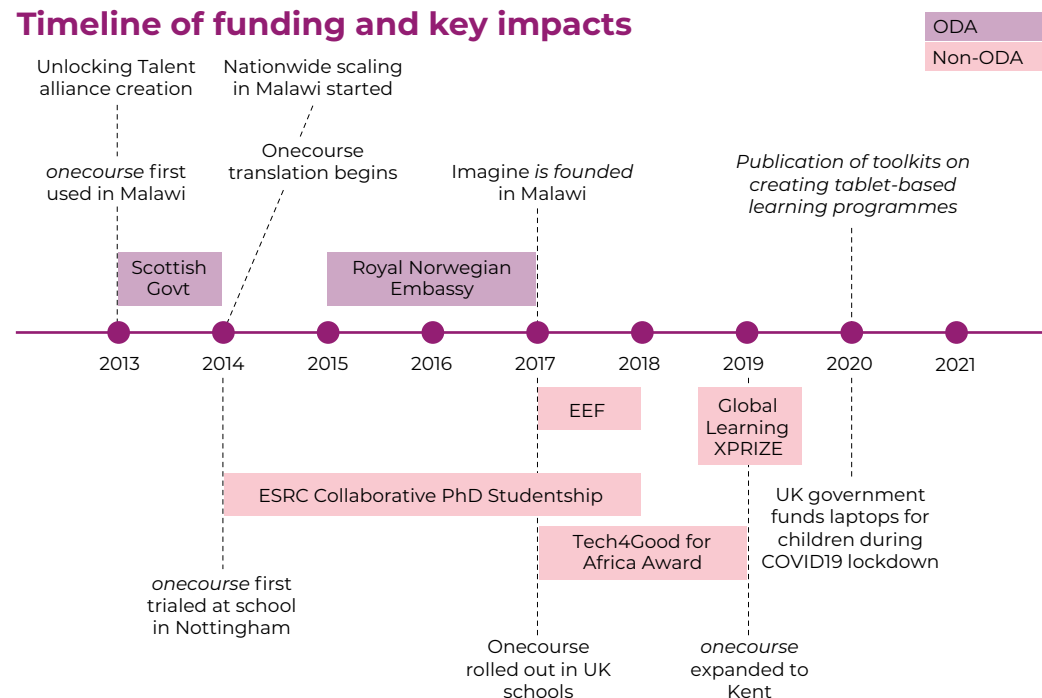 Timeline of funding and key impacts
ODA
Non-ODA
Unlocking Talent
alliance creation
Nationwide scaling
in Malawi started
onecourse first
used in Malawi
Onecourse
translation begins
Imagine is founded
in Malawi
Publication of toolkits on
creating tablet-based
learning programmes
Scottish
Govt
Royal Norwegian
Embassy
2013
2014
2015
2016
2017
2018
2019
2020
2021
EEF
Global
Learning
XPRIZE
ESRC Collaborative PhD Studentship
Tech4Good for
Africa Award
UK government
funds laptops for
children during
COVID19 lockdown
onecourse first
trialed at school
in Nottingham
Onecourse
rolled out in UK
schools
onecourse
expanded to
Kent